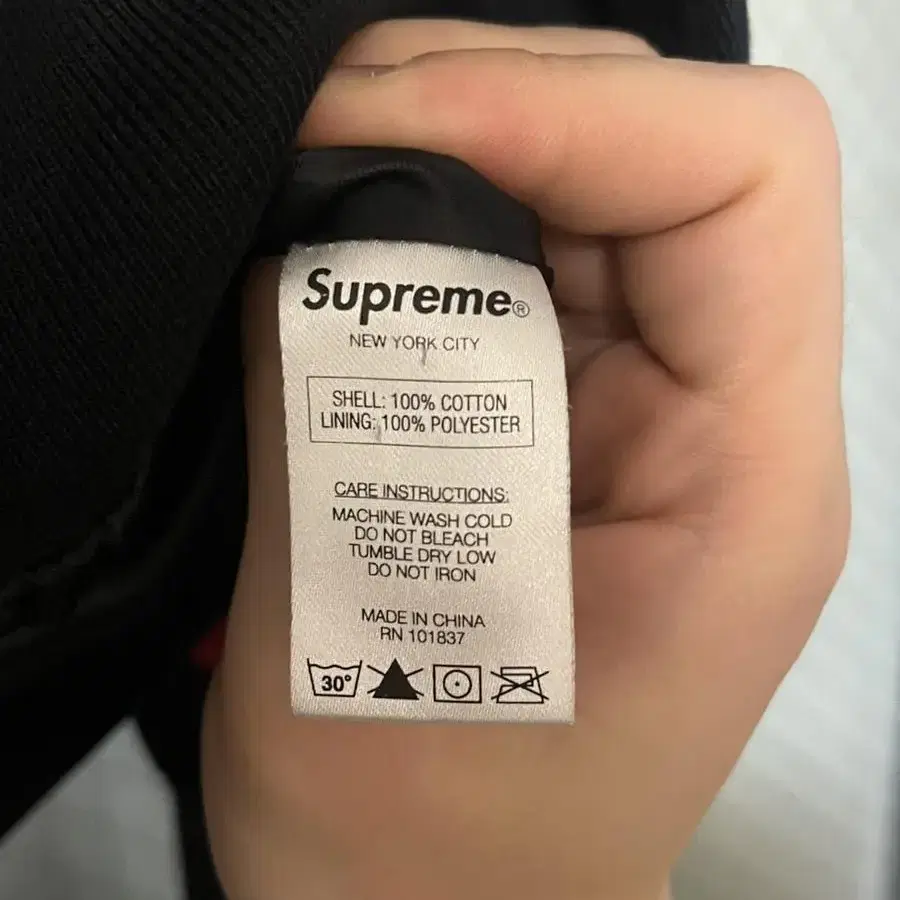 Supreme®
NEW YORK CITY
SHELL: 100% COTTON
LINING: 100% POLYESTER
CARE INSTRUCTIONS:
MACHINE WASH COLD
DO NOT BLEACH
TUMBLE DRY LOW
DO NOT IRON
MADE IN CHINA
RN 101837
30°